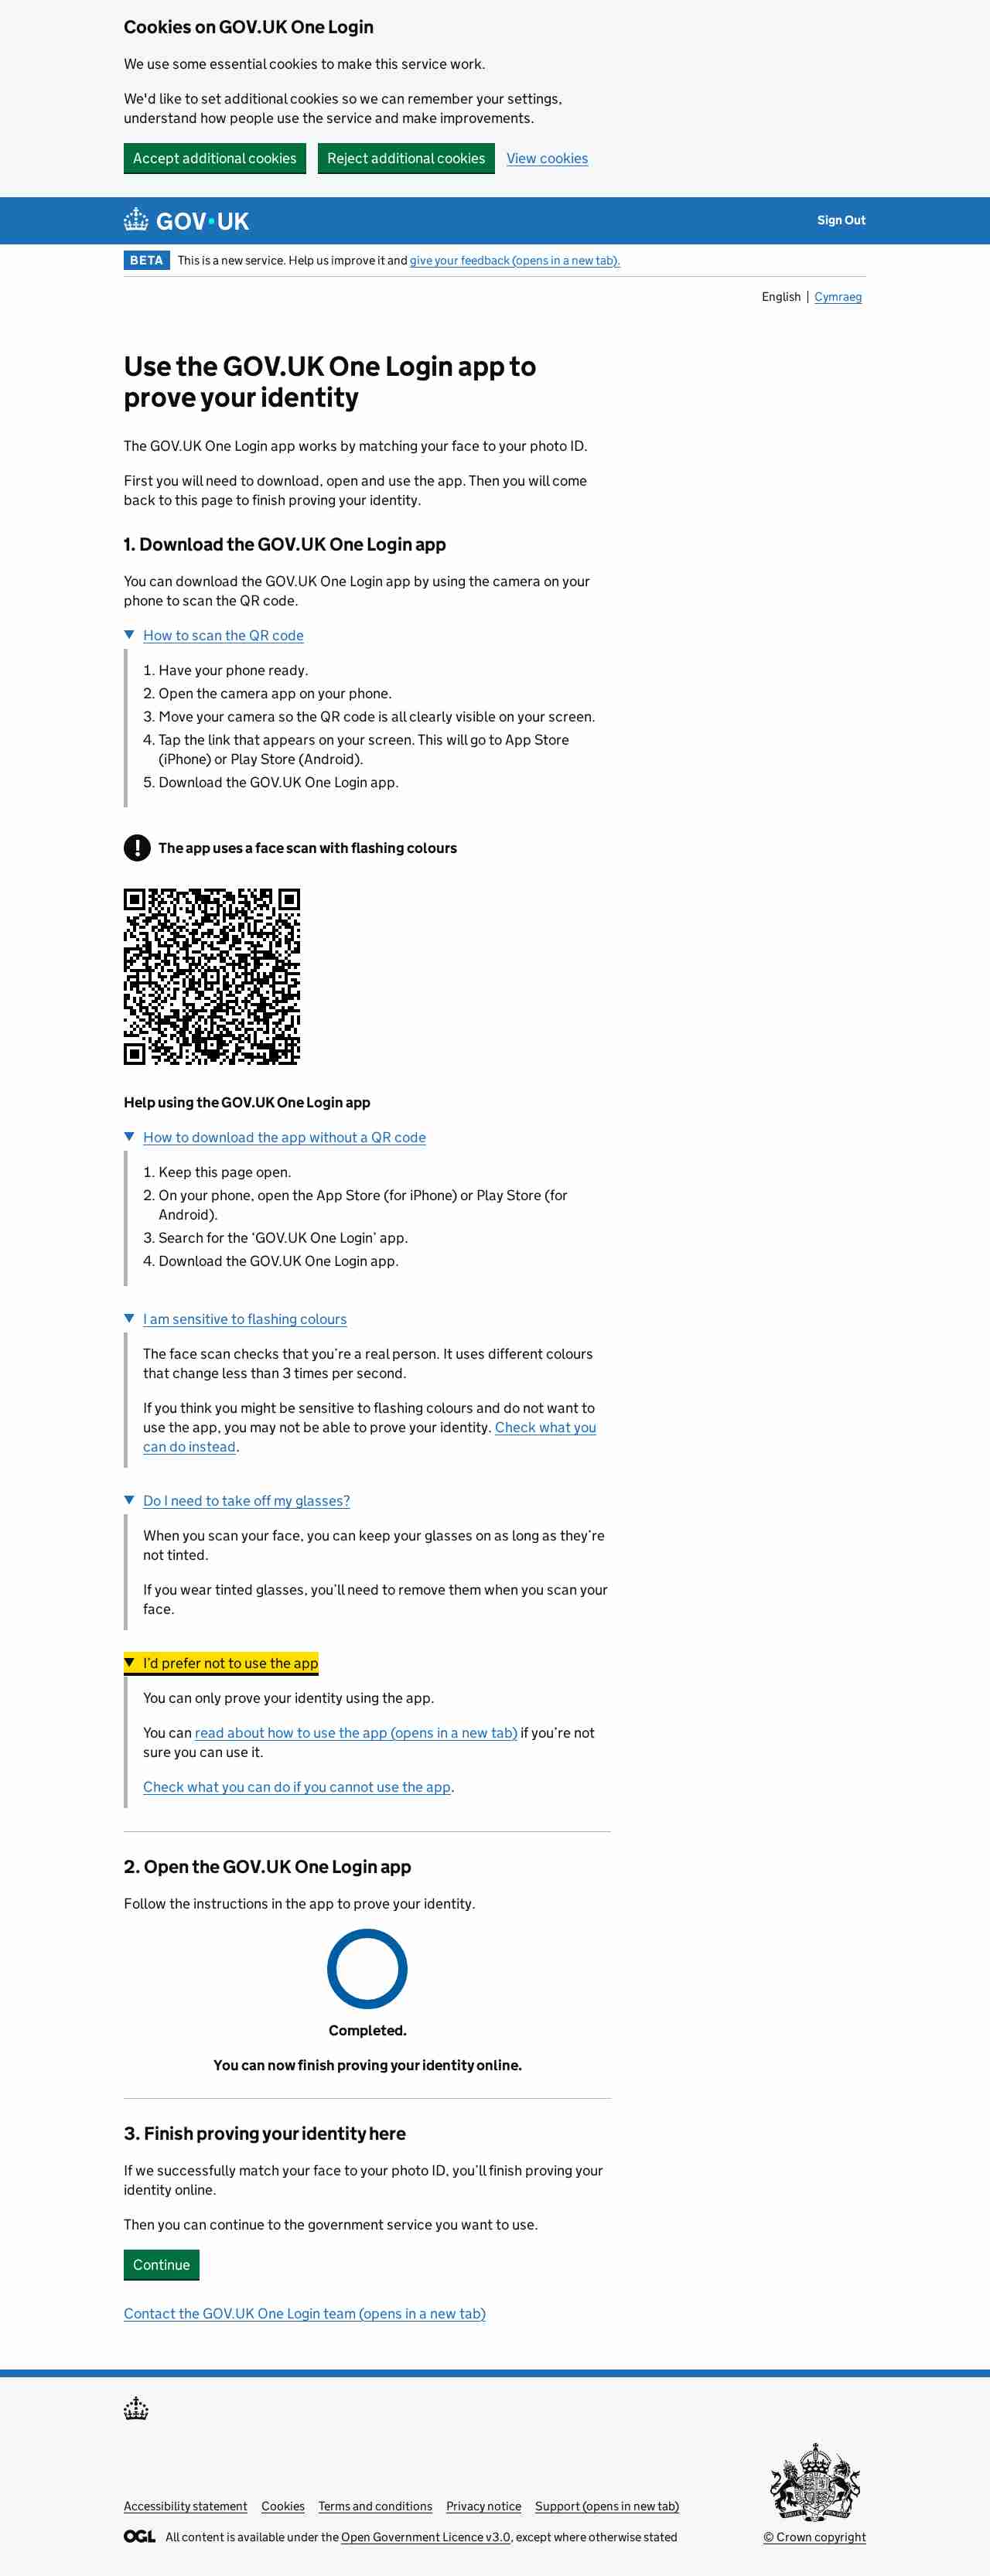 Cookies on GOV.UK One Login
We use some essential cookies to make this service work.
We'd like to set additional cookies so we can remember your settings,
understand how people use the service and make improvements.
Accept additional cookies Reject additional cookies View cookies
GOV·UK Sign Out
BETA This is a new service. Help us improve it and give your feedback (opens in a new tab).
English | Cymraeg
Use the GOV.UK One Login app to
prove your identity
The GOV.UK One Login app works by matching your face to your photo ID.
First you will need to download, open and use the app. Then you will come
back to this page to finish proving your identity.
1. Download the GOV.UK One Login app
You can download the GOV.UK One Login app by using the camera on your
phone to scan the QR code.
How to scan the QR code
1. Have your phone ready.
2. Open the camera app on your phone.
3. Move your camera so the QR code is all clearly visible on your screen.
4. Tap the link that appears on your screen. This will go to App Store
(iPhone) or Play Store (Android).
5. Download the GOV.UK One Login app.
! The app uses a face scan with flashing colours
Help using the GOV.UK One Login app
How to download the app without a QR code
1. Keep this page open.
2. On your phone, open the App Store (for iPhone) or Play Store (for
Android).
3. Search for the ‘GOV.UK One Login’ app.
4. Download the GOV.UK One Login app.
I am sensitive to flashing colours
The face scan checks that you’re a real person. It uses different colours
that change less than 3 times per second.
If you think you might be sensitive to flashing colours and do not want to
use the app, you may not be able to prove your identity. Check what you
can do instead.
Do I need to take off my glasses?
When you scan your face, you can keep your glasses on as long as they’re
not tinted.
If you wear tinted glasses, you’ll need to remove them when you scan your
face.
I’d prefer not to use the app
You can only prove your identity using the app.
You can read about how to use the app (opens in a new tab) if you’re not
sure you can use it.
Check what you can do if you cannot use the app.
2. Open the GOV.UK One Login app
Follow the instructions in the app to prove your identity.
Completed.
You can now finish proving your identity online.
3. Finish proving your identity here
If we successfully match your face to your photo ID, you’ll finish proving your
identity online.
Then you can continue to the government service you want to use.
Continue
Contact the GOV.UK One Login team (opens in a new tab)
Accessibility statement Cookies Terms and conditions Privacy notice Support (opens in new tab)
OGL All content is available under the Open Government Licence v3.0, except where otherwise stated
© Crown copyright